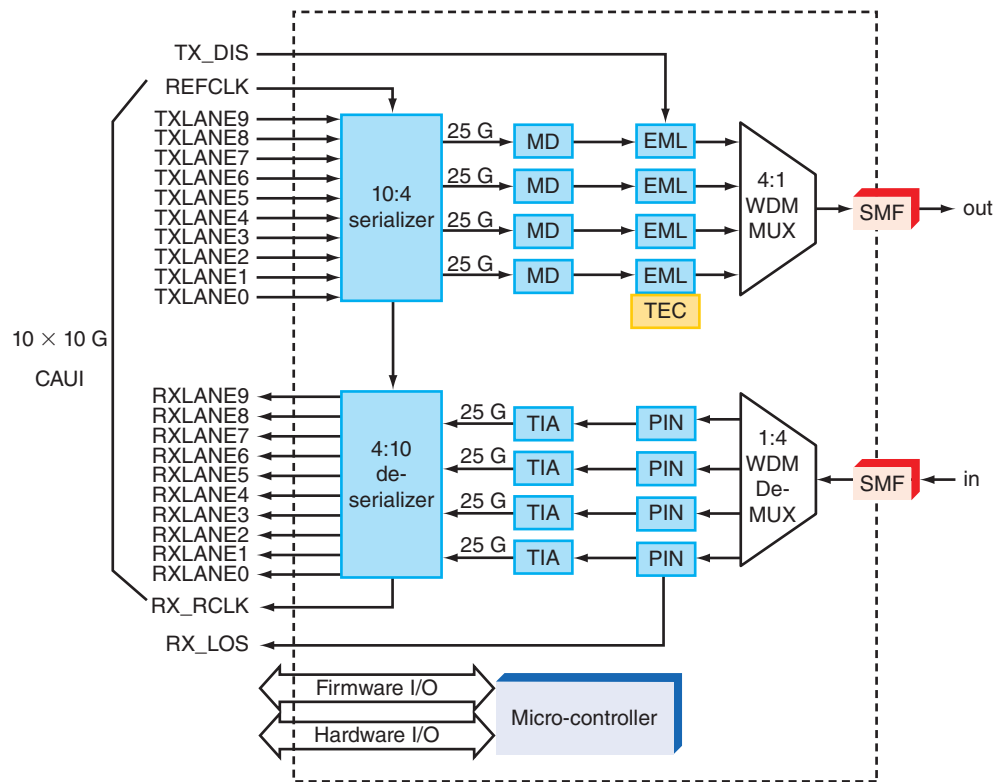 TX_DIS
REFCLK
TXLANE9
TXLANE8
TXLANE7
TXLANE6
TXLANE5
TXLANE4
TXLANE3
TXLANE2
TXLANE1
TXLANE0
10:4
serializer
25 G
MD
EML
25 G
MD
EML
25 G
MD
EML
25 G
MD
EML
TEC
4:1
WDM
MUX
SMF
out
10 × 10 G
CAUI
RXLANE9
RXLANE8
RXLANE7
RXLANE6
RXLANE5
RXLANE4
RXLANE3
RXLANE2
RXLANE1
RXLANE0
RX_RCLK
RX_LOS
4:10
de-
serializer
25 G
TIA
PIN
25 G
TIA
PIN
25 G
TIA
PIN
25 G
TIA
PIN
1:4
WDM
De-
MUX
SMF
in
Firmware I/O
Hardware I/O
Micro-controller